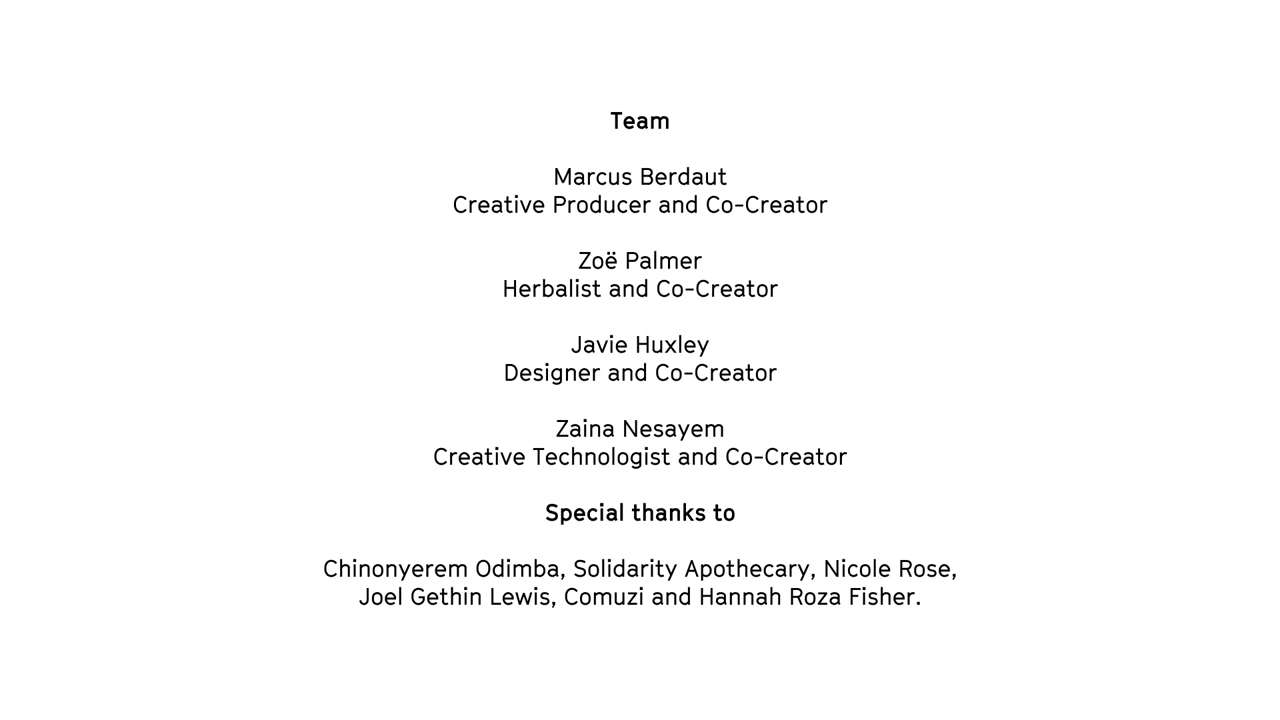 Team
Marcus Berdaut
Creative Producer and Co-Creator
Zoë Palmer
Herbalist and Co-Creator
Javie Huxley
Designer and Co-Creator
Zaina Nesayem
Creative Technologist and Co-Creator
Special thanks to
Chinonyerem Odimba, Solidarity Apothecary, Nicole Rose,
Joel Gethin Lewis, Comuzi and Hannah Roza Fisher.